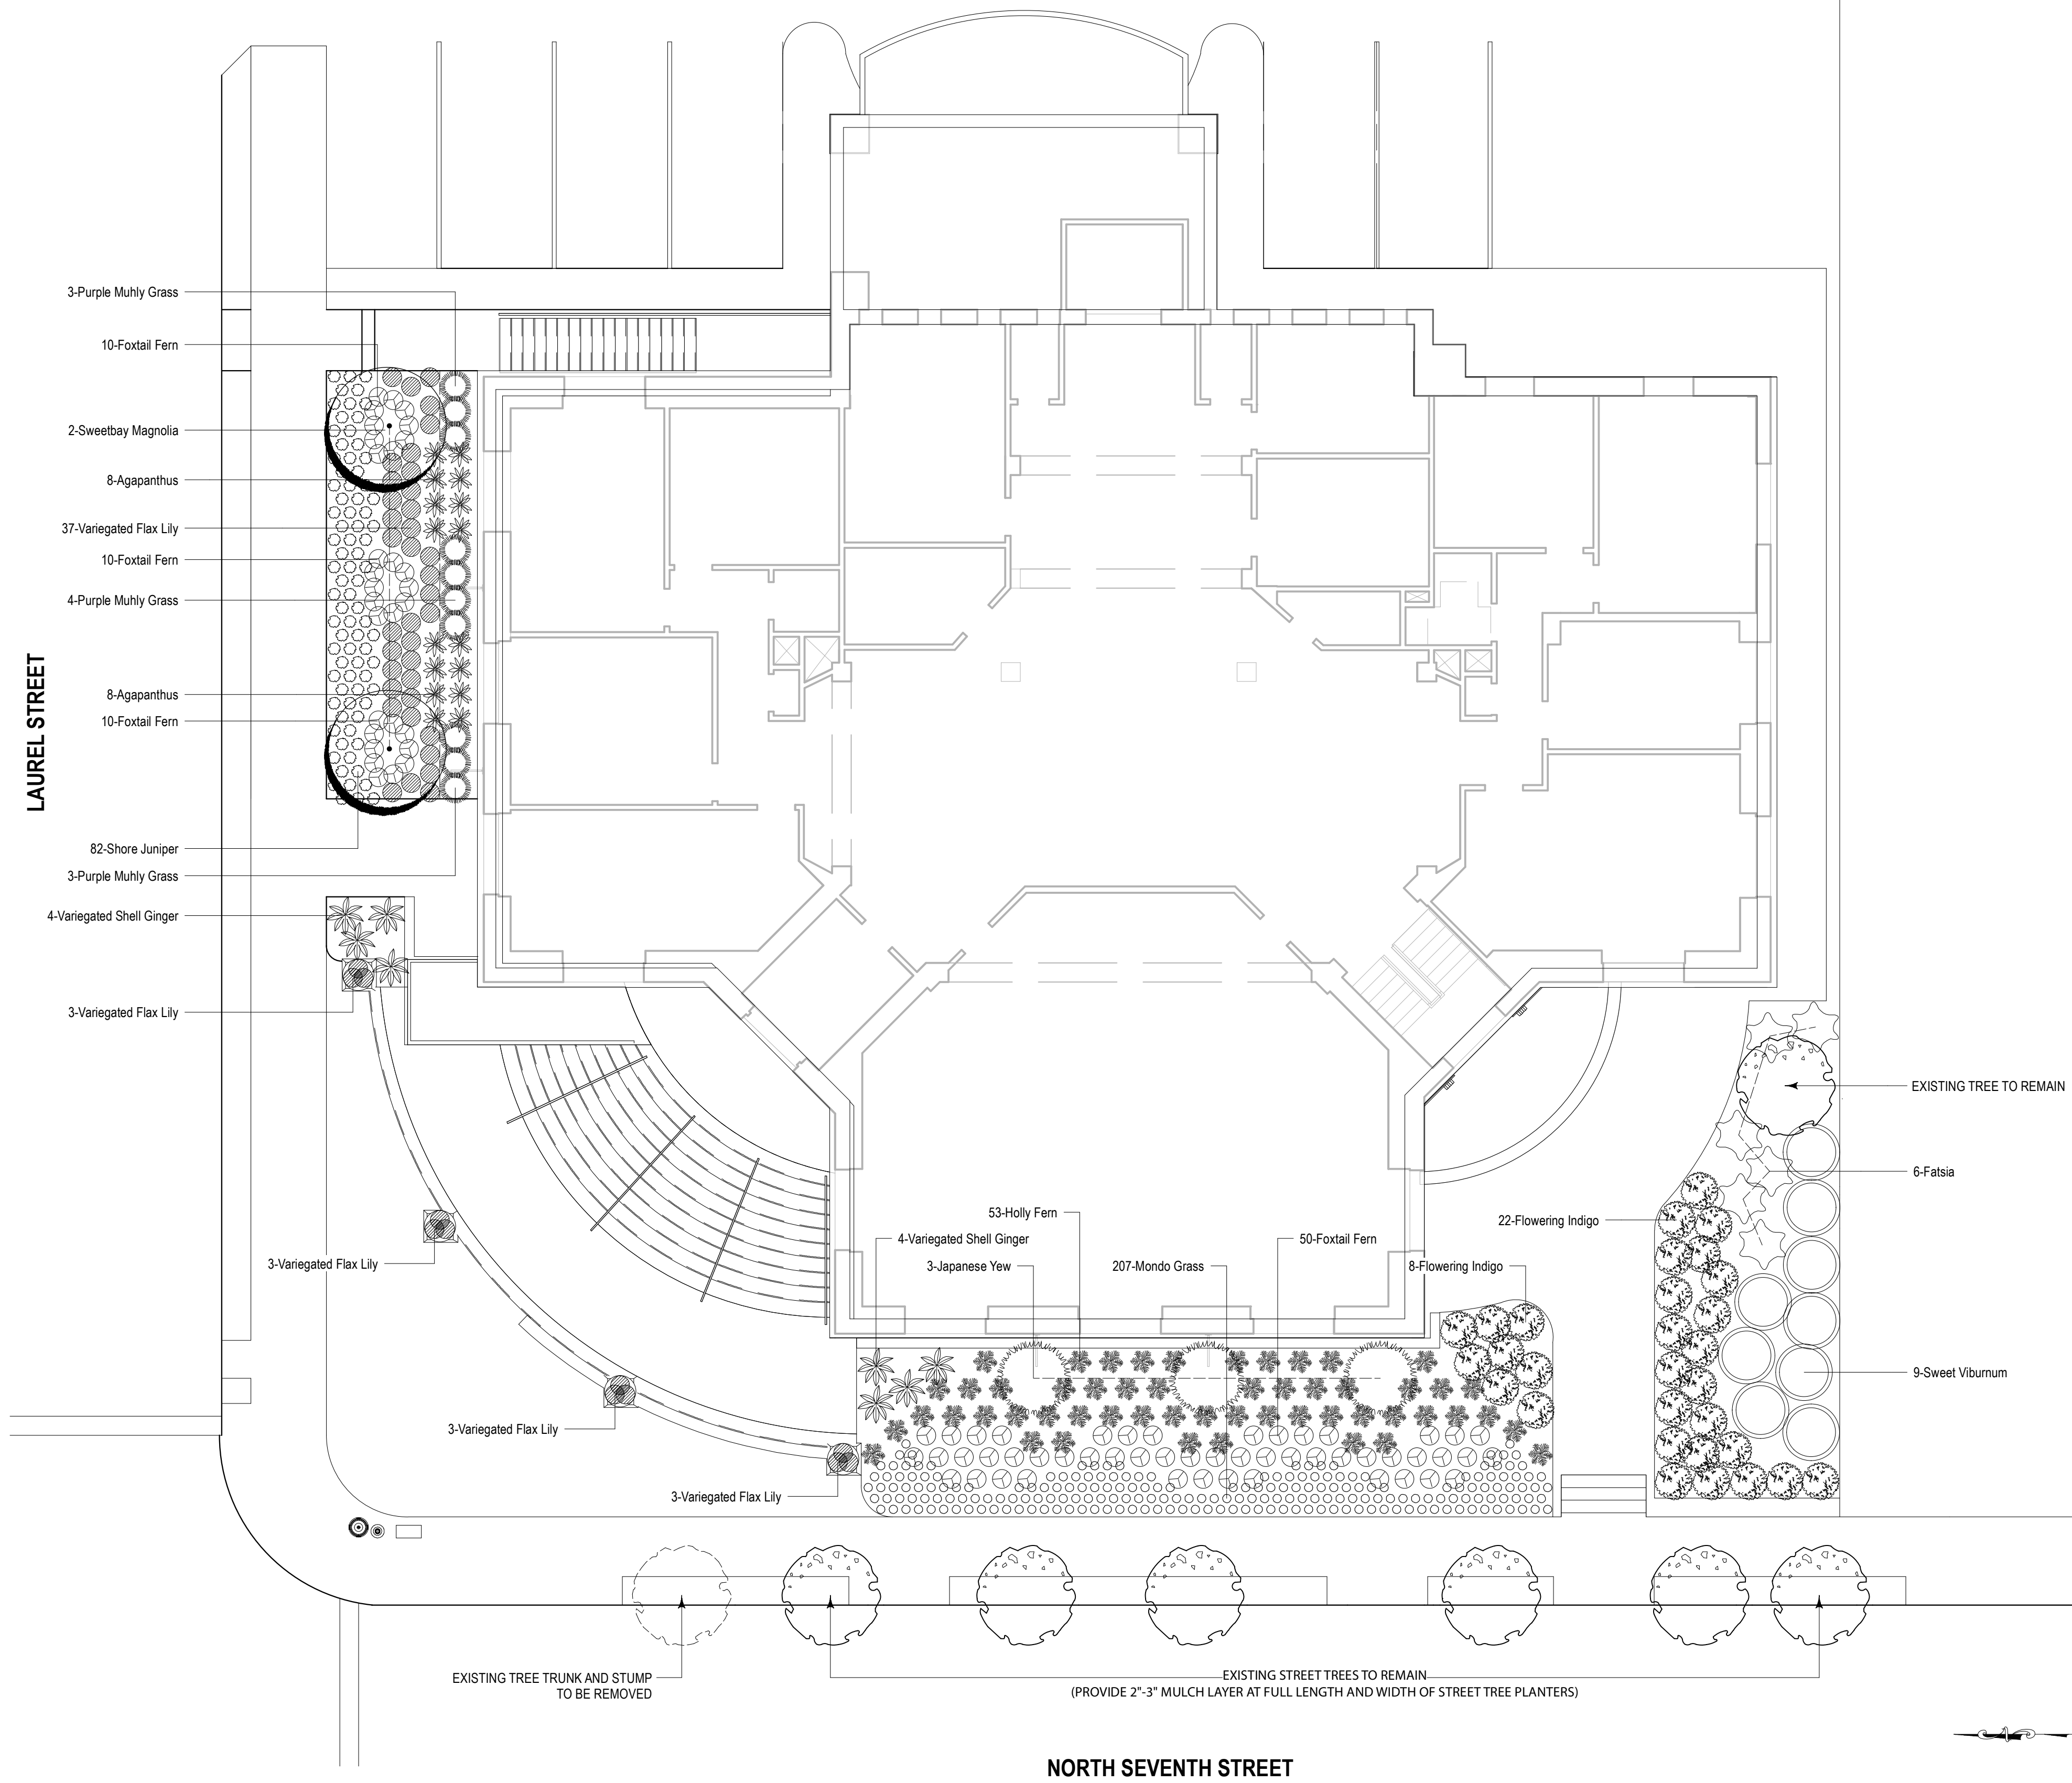 3-Purple Muhly Grass
10-Foxtail Fern
2-Sweetbay Magnolia
8-Agapanthus
37-Variegated Flax Lily
10-Foxtail Fern
4-Purple Muhly Grass
LAUREL STREET
8-Agapanthus
10-Foxtail Fern
82-Shore Juniper
3-Purple Muhly Grass
4-Variegated Shell Ginger
3-Variegated Flax Lily
EXISTING TREE TO REMAIN
6-Fatsia
53-Holly Fern
22-Flowering Indigo
4-Variegated Shell Ginger
50-Foxtail Fern
3-Variegated Flax Lily
3-Japanese Yew
207-Mondo Grass
8-Flowering Indigo
9-Sweet Viburnum
3-Variegated Flax Lily
3-Variegated Flax Lily
EXISTING TREE TRUNK AND STUMP
TO BE REMOVED
EXISTING STREET TREES TO REMAIN
(PROVIDE 2"-3" MULCH LAYER AT FULL LENGTH AND WIDTH OF STREET TREE PLANTERS)
NORTH SEVENTH STREET